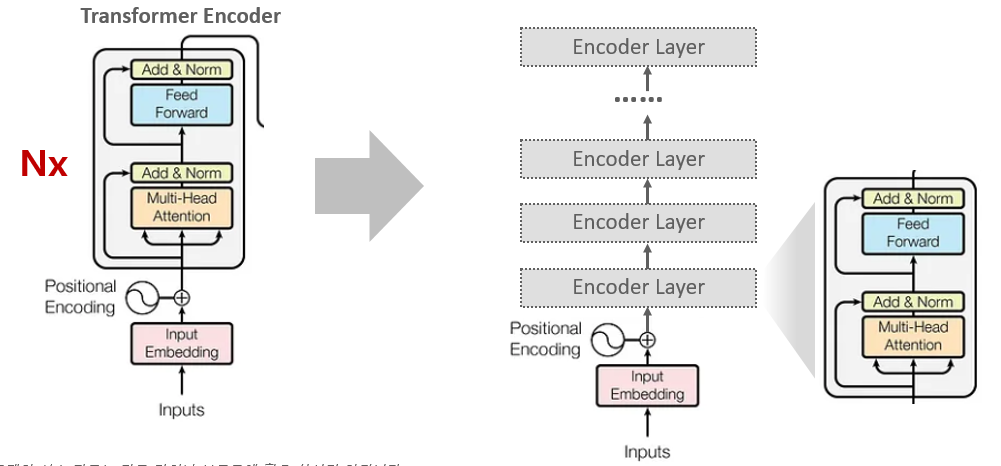 Transformer Encoder
Add & Norm
Feed
Forward
Nx
Add & Norm
Multi-Head
Attention
Positional
Encoding
Input
Embedding
Inputs
Encoder Layer
......
Encoder Layer
Encoder Layer
Encoder Layer
Positional
Encoding
Input
Embedding
Inputs
Add & Norm
Feed
Forward
Add & Norm
Multi-Head
Attention